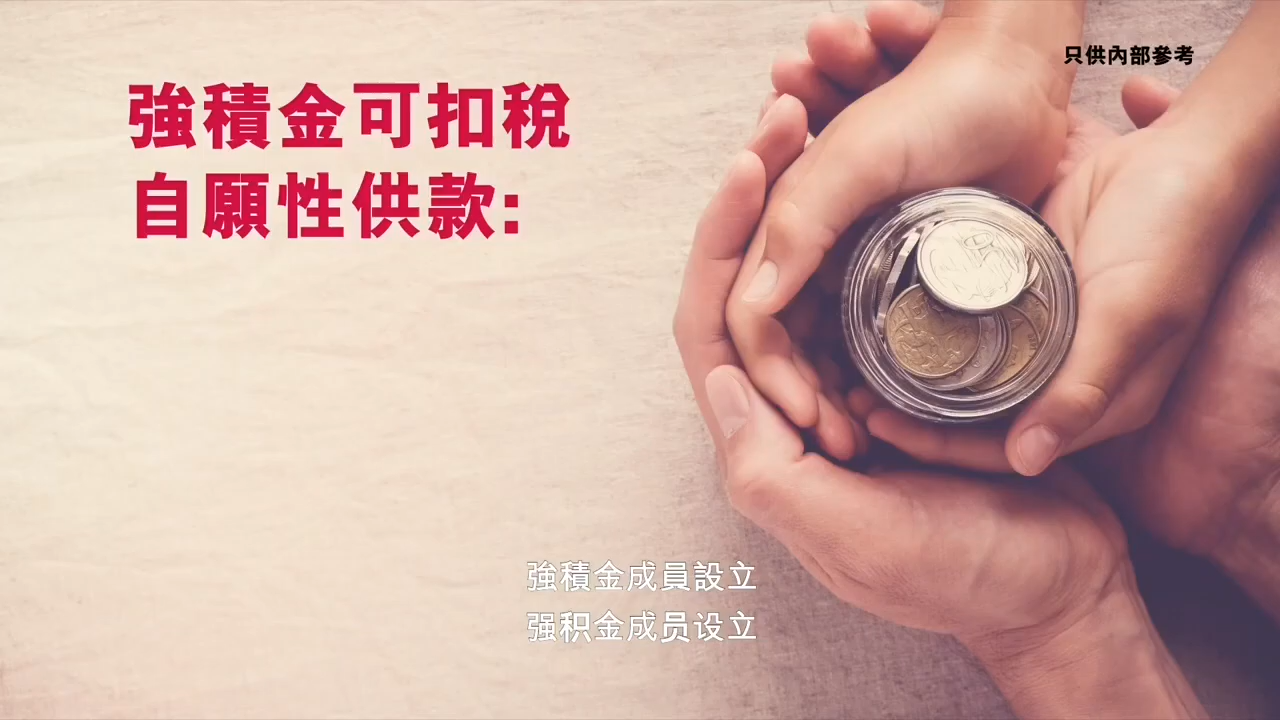 只供內部參考
強積金可扣稅
自願性供款:
強積金成員設立
强积金成员设立